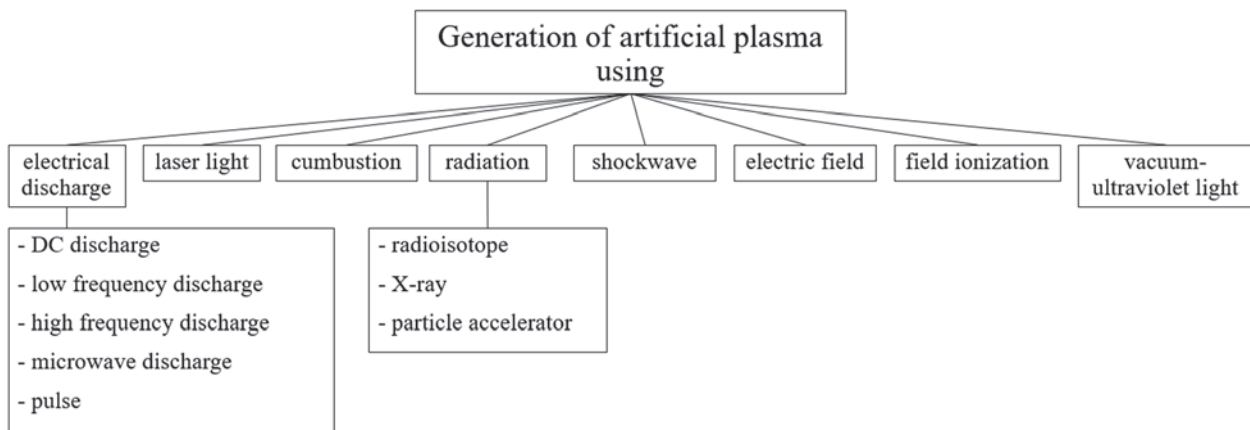 Generation of artificial plasma
using
electrical
discharge
laser light
cumbustion
radiation
shockwave
electric field
field ionization
vacuum-
ultraviolet light
- DC discharge
- low frequency discharge
- high frequency discharge
- microwave discharge
- pulse
- radioisotope
- X-ray
- particle accelerator